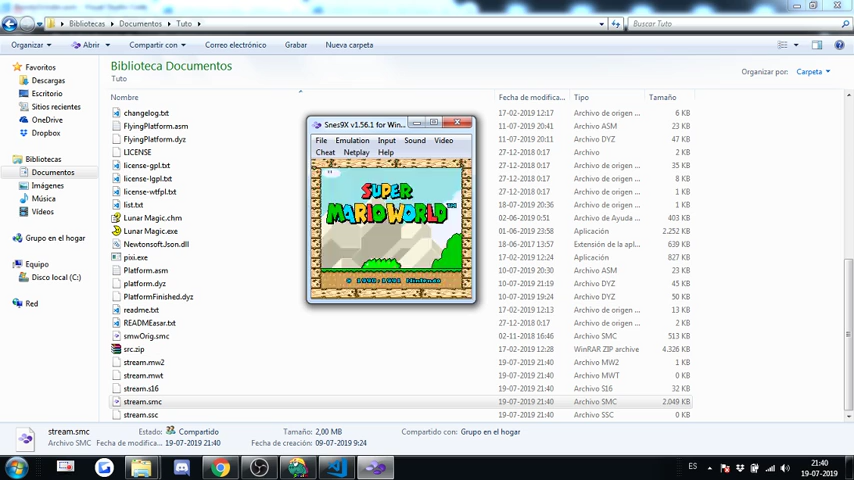 Bibliotecas
Documentos
Tuto
Buscar Tuto
Organizar
Abrir
Compartir con
Correo electrónico
Grabar
Nueva carpeta
Favoritos
Descargas
Escritorio
Sitios recientes
OneDrive
Dropbox
Bibliotecas
Documentos
Imágenes
Música
Vídeos
Grupo en el hogar
Equipo
Disco local (C:)
Red
Biblioteca Documentos
Tuto
Organizar por: Carpeta
Nombre Fecha de modifica... Tipo Tamaño
changelog.txt 17-02-2019 12:17 Archivo de origen ... 6 KB
FlyingPlatform.asm 11-07-2019 20:41 Archivo ASM 23 KB
FlyingPlatform.dyz 11-07-2019 20:11 Archivo DYZ 47 KB
LICENSE 27-12-2018 0:17 Archivo 2 KB
license-gpl.txt 27-12-2018 0:17 Archivo de origen ... 35 KB
license-lgpl.txt 27-12-2018 0:17 Archivo de origen ... 8 KB
license-wtfpl.txt 27-12-2018 0:17 Archivo de origen ... 1 KB
list.txt 18-07-2019 20:36 Archivo de origen ... 1 KB
Lunar Magic.chm 02-06-2019 0:51 Archivo de Ayuda ... 403 KB
Lunar Magic.exe 01-06-2018 23:58 Aplicación 2.252 KB
Newtonsoft.Json.dll 18-06-2017 13:57 Extensión de la apl... 639 KB
pixi.exe 17-02-2019 12:24 Aplicación 827 KB
Platform.asm 10-07-2019 20:30 Archivo ASM 23 KB
platform.dyz 11-07-2019 19:11 Archivo DYZ 45 KB
PlatformFinished.dyz 10-07-2019 19:24 Archivo DYZ 50 KB
readme.txt 17-02-2019 12:17 Archivo de origen ... 13 KB
READMEasar.txt 27-12-2018 0:17 Archivo de origen ... 2 KB
smwOrig.smc 02-11-2018 16:46 Archivo SMC 513 KB
src.zip 17-02-2019 12:28 WinRAR ZIP archive 4.326 KB
stream.mw2 19-07-2019 21:40 Archivo MW2 1 KB
stream.mwt 19-07-2019 21:40 Archivo MWT 0 KB
stream.s16 19-07-2019 21:40 Archivo S16 32 KB
stream.smc 19-07-2019 21:40 Archivo SMC 2.049 KB
stream.ssc 19-07-2019 21:40 Archivo SSC 0 KB
Snes9X v1.56.1 for Win...
File Emulation Input Sound Video
Cheat Netplay Help
SUPER
MARIO WORLD TM
Nintendo
stream.smc Estado: Compartido Tamaño: 2,00 MB Compartido con: Grupo en el hogar
Archivo SMC Fecha de modifica... 19-07-2019 21:40 Fecha de creación: 09-07-2019 9:24
ES
21:40
19-07-2019